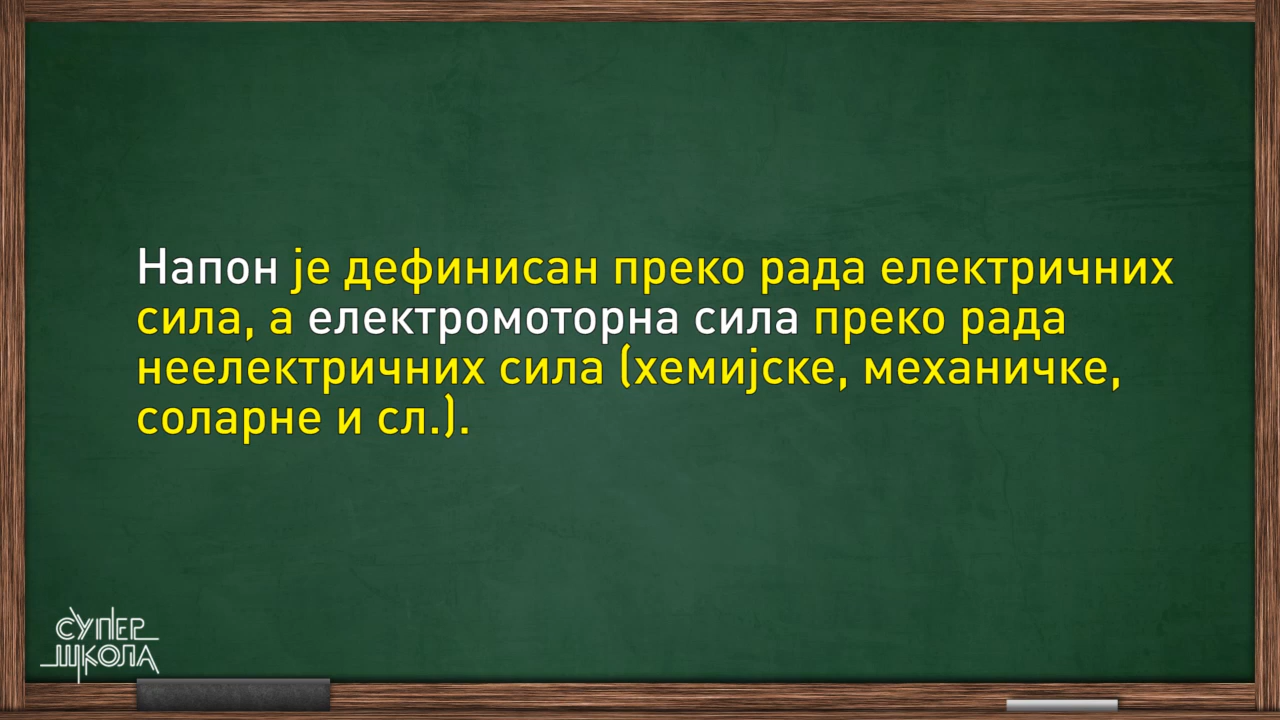 Напон је дефинисан преко рада електричних
сила, а електромоторна сила преко рада
неелектричних сила (хемијске, механичке,
соларне и сл.).
СУПЕР
ШКОЛА